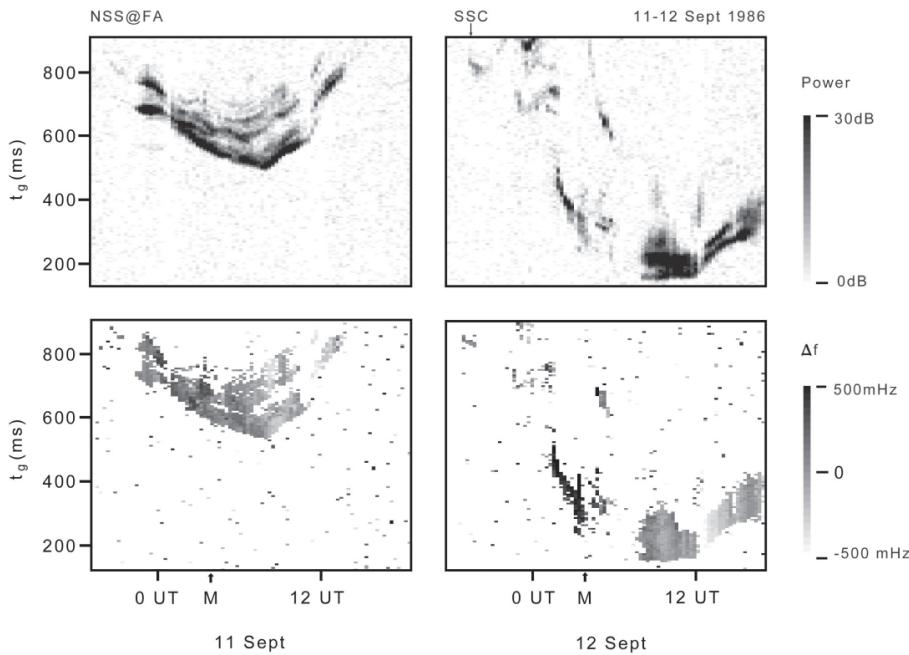 NSS@FA
SSC
11-12 Sept 1986
800
600
400
200
t_g (ms)
Power
30dB
0dB
800
600
400
200
t_g (ms)
Δf
500mHz
0
-500 mHz
0 UT M 12 UT
0 UT M 12 UT
11 Sept
12 Sept